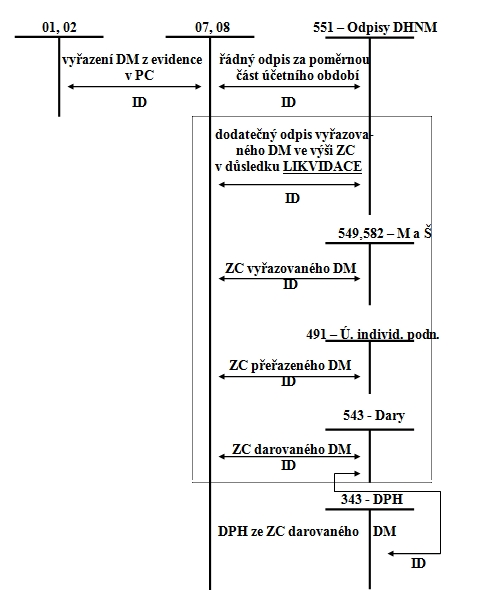 01, 02 07, 08 551 – Odpisy DHNM
vyřazení DM z evidence
v PC
ID
řádný odpis za poměrnou
část účetního období
ID
dodatečný odpis vyřazova-
ného DM ve výši ZC
v důsledku LIKVIDACE
ID
549,582 – M a Š
ZC vyřazovaného DM
ID
491 – Ú. individ. podn.
ZC přeřazeného DM
ID
543 - Dary
ZC darovaného DM
ID
343 - DPH
DPH ze ZC darovaného DM
ID